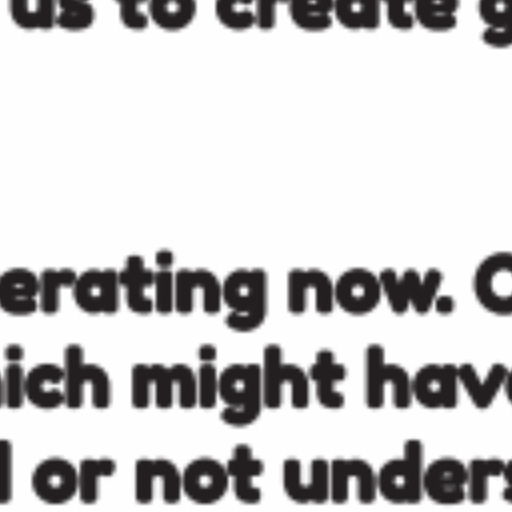 us to create g
erating now. O
ich might have
l or not unders